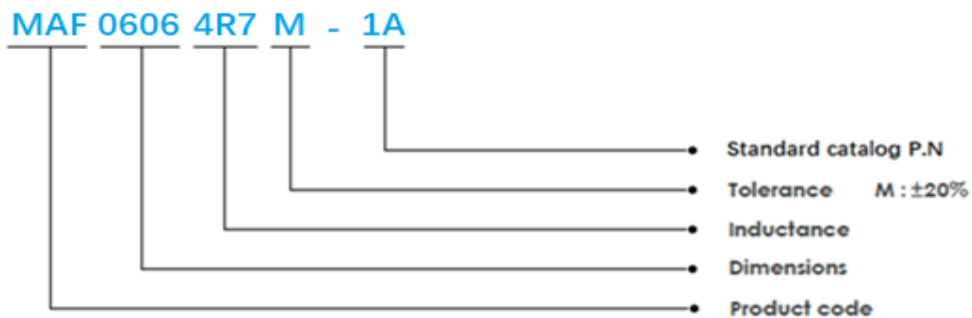 MAF 0606 4R7 M - 1A
Standard catalog P.N
Tolerance M : ±20%
Inductance
Dimensions
Product code